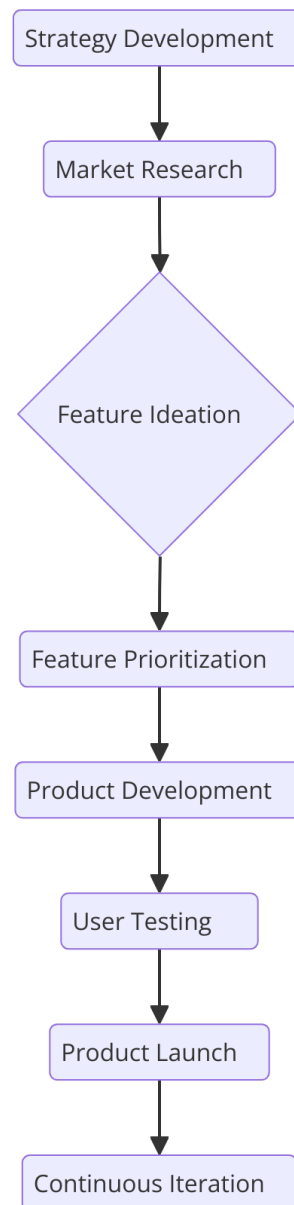 Strategy Development
Market Research
Feature Ideation
Feature Prioritization
Product Development
User Testing
Product Launch
Continuous Iteration